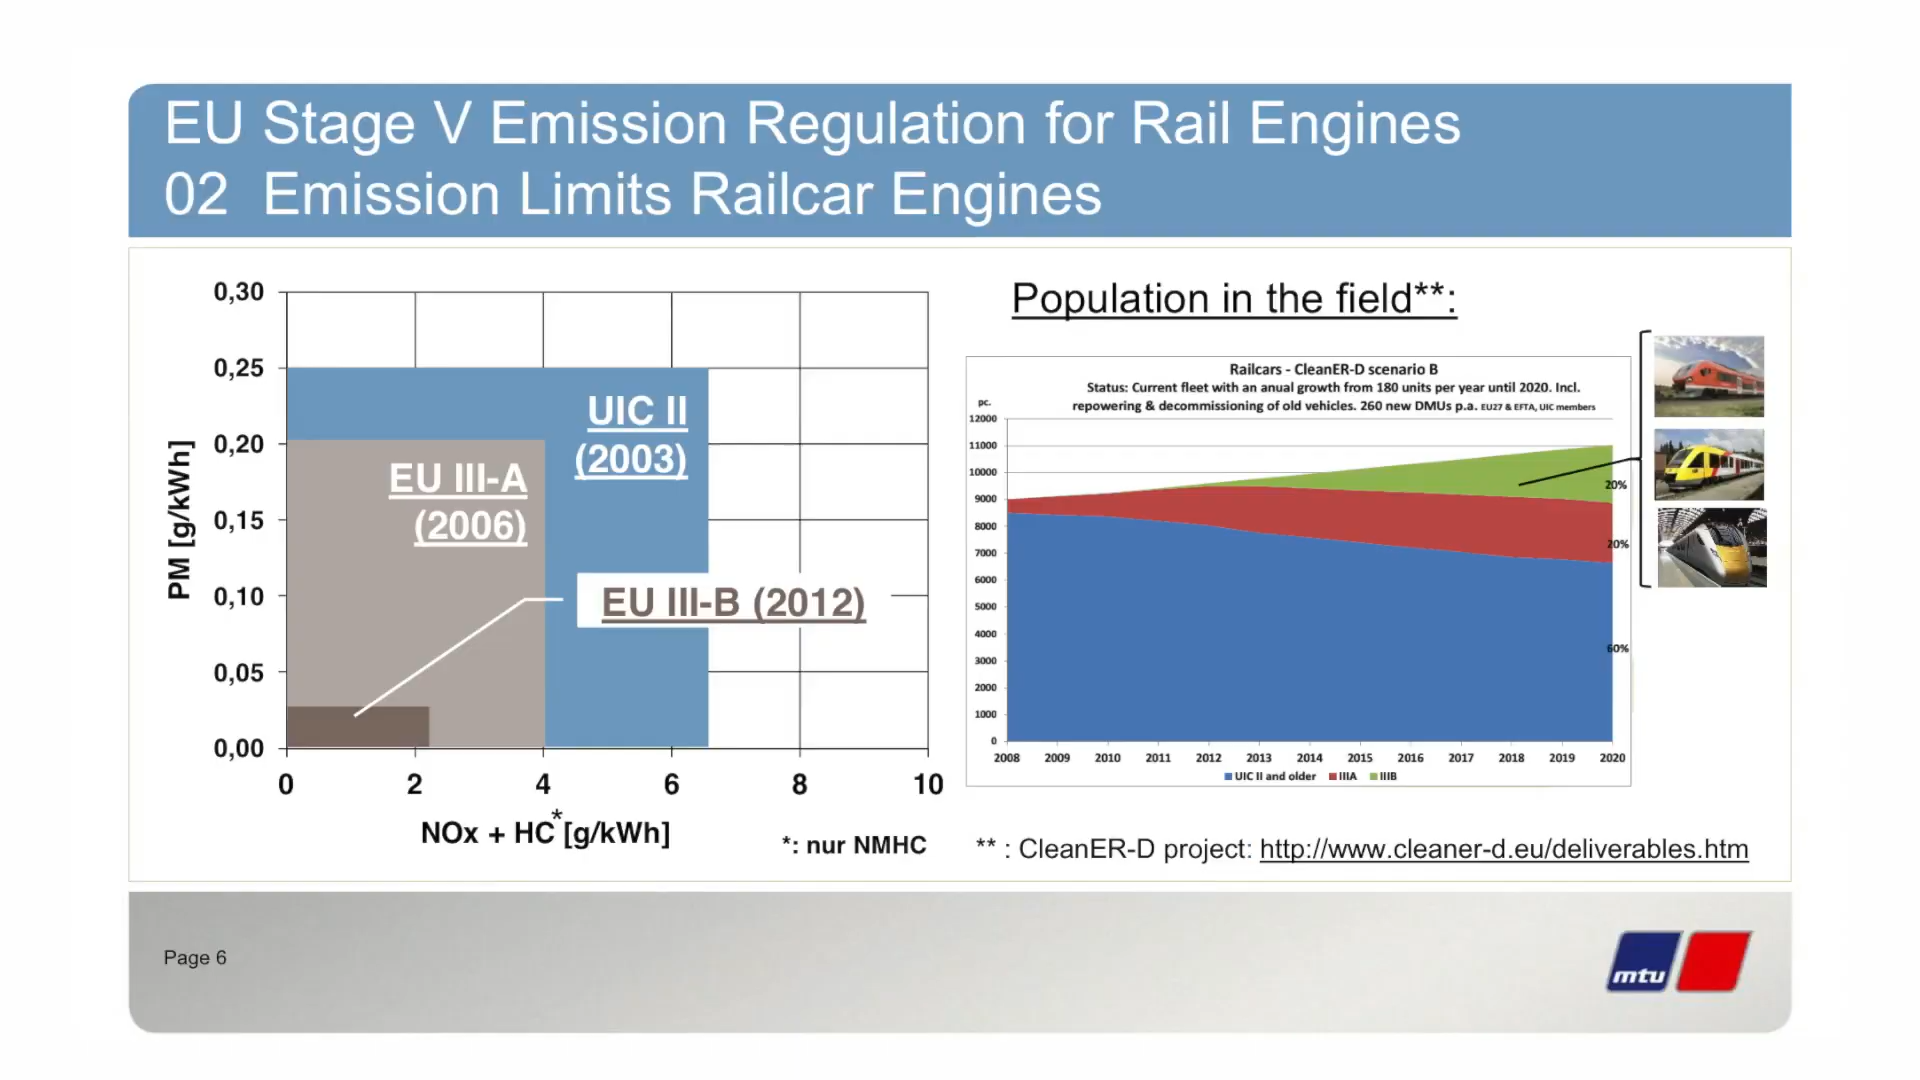 EU Stage V Emission Regulation for Rail Engines
02 Emission Limits Railcar Engines
0,30
0,25
0,20
0,15
0,10
0,05
0,00
PM [g/kWh]
UIC II
(2003)
EU III-A
(2006)
EU III-B (2012)
0 2 4 6 8 10
NOx + HC* [g/kWh]
*: nur NMHC
Population in the field**:
Railcars - CleanER-D scenario B
Status: Current fleet with an anual growth from 180 units per year until 2020. Incl.
repowering & decommissioning of old vehicles. 260 new DMUs p.a. EU27 & EFTA, UIC members
pc.
12000
11000
10000
9000
8000
7000
6000
5000
4000
3000
2000
1000
0
20%
20%
60%
2008 2009 2010 2011 2012 2013 2014 2015 2016 2017 2018 2019 2020
UIC II and older IIIA IIIB
** : CleanER-D project: http://www.cleaner-d.eu/deliverables.htm
Page 6
mtu